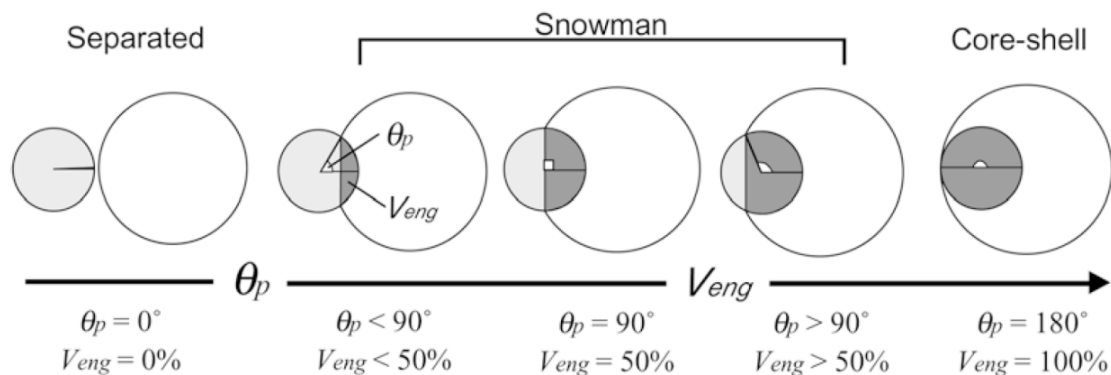 Separated
Snowman
Core-shell
θp
Veng
θp
Veng
θp = 0°
θp < 90°
θp = 90°
θp > 90°
θp = 180°
Veng = 0%
Veng < 50%
Veng = 50%
Veng > 50%
Veng = 100%